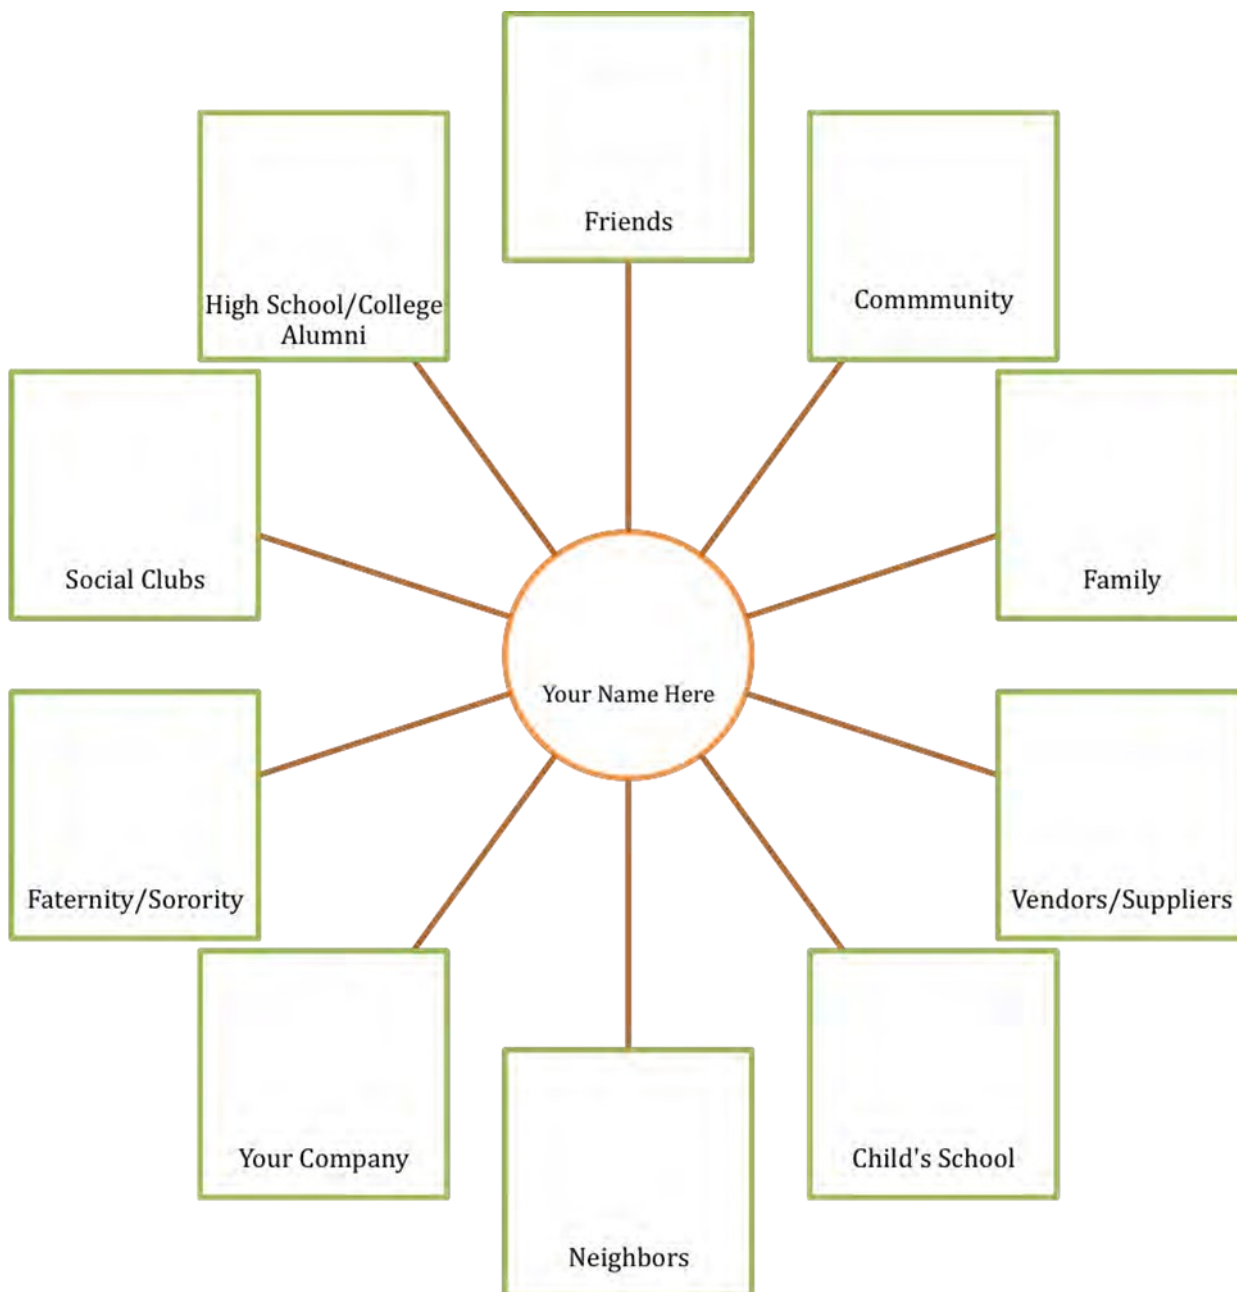 Friends
High School/College
Alumni
Commmunity
Social Clubs
Family
Your Name Here
Faternity/Sorority
Vendors/Suppliers
Your Company
Child's School
Neighbors